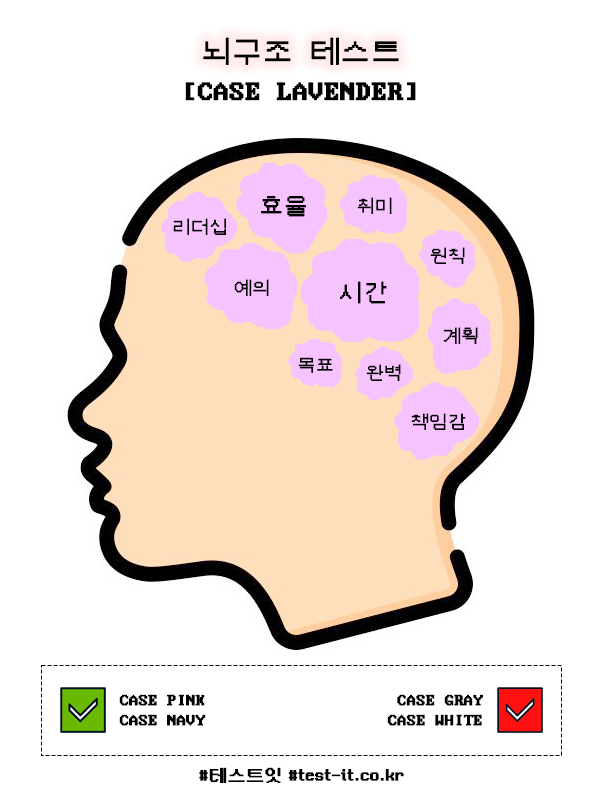 뇌구조 테스트
[CASE LAVENDER]
효율
취미
리더십
원칙
예의
시간
계획
목표
완벽
책임감
CASE PINK
CASE NAVY
CASE GRAY
CASE WHITE
#테스트잇 #test-it.co.kr